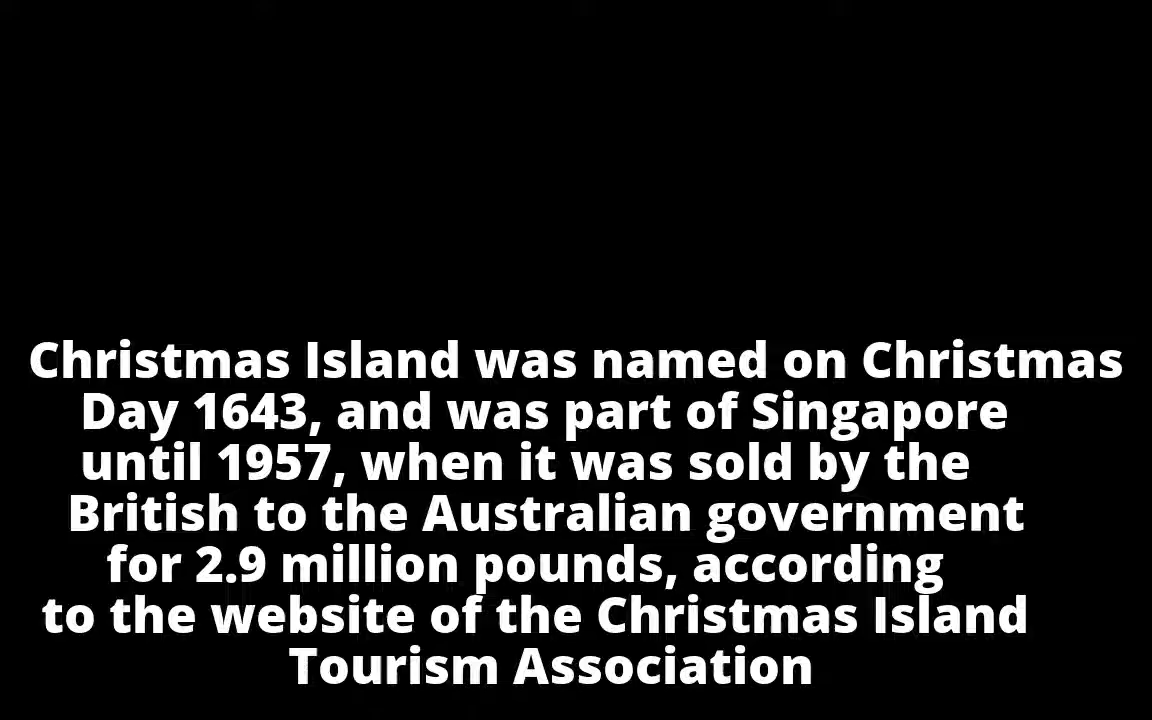 Christmas Island was named on Christmas
Day 1643, and was part of Singapore
until 1957, when it was sold by the
British to the Australian government
for 2.9 million pounds, according
to the website of the Christmas Island
Tourism Association